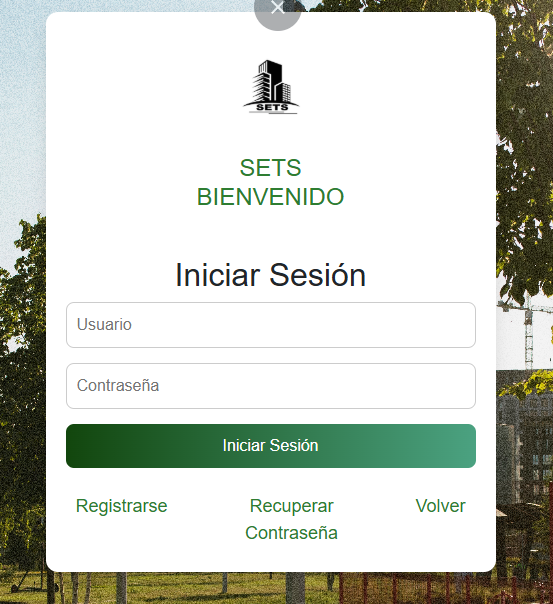 SETS
SETS
BIENVENIDO
Iniciar Sesión
Usuario
Contraseña
Iniciar Sesión
Registrarse
Recuperar
Contraseña
Volver